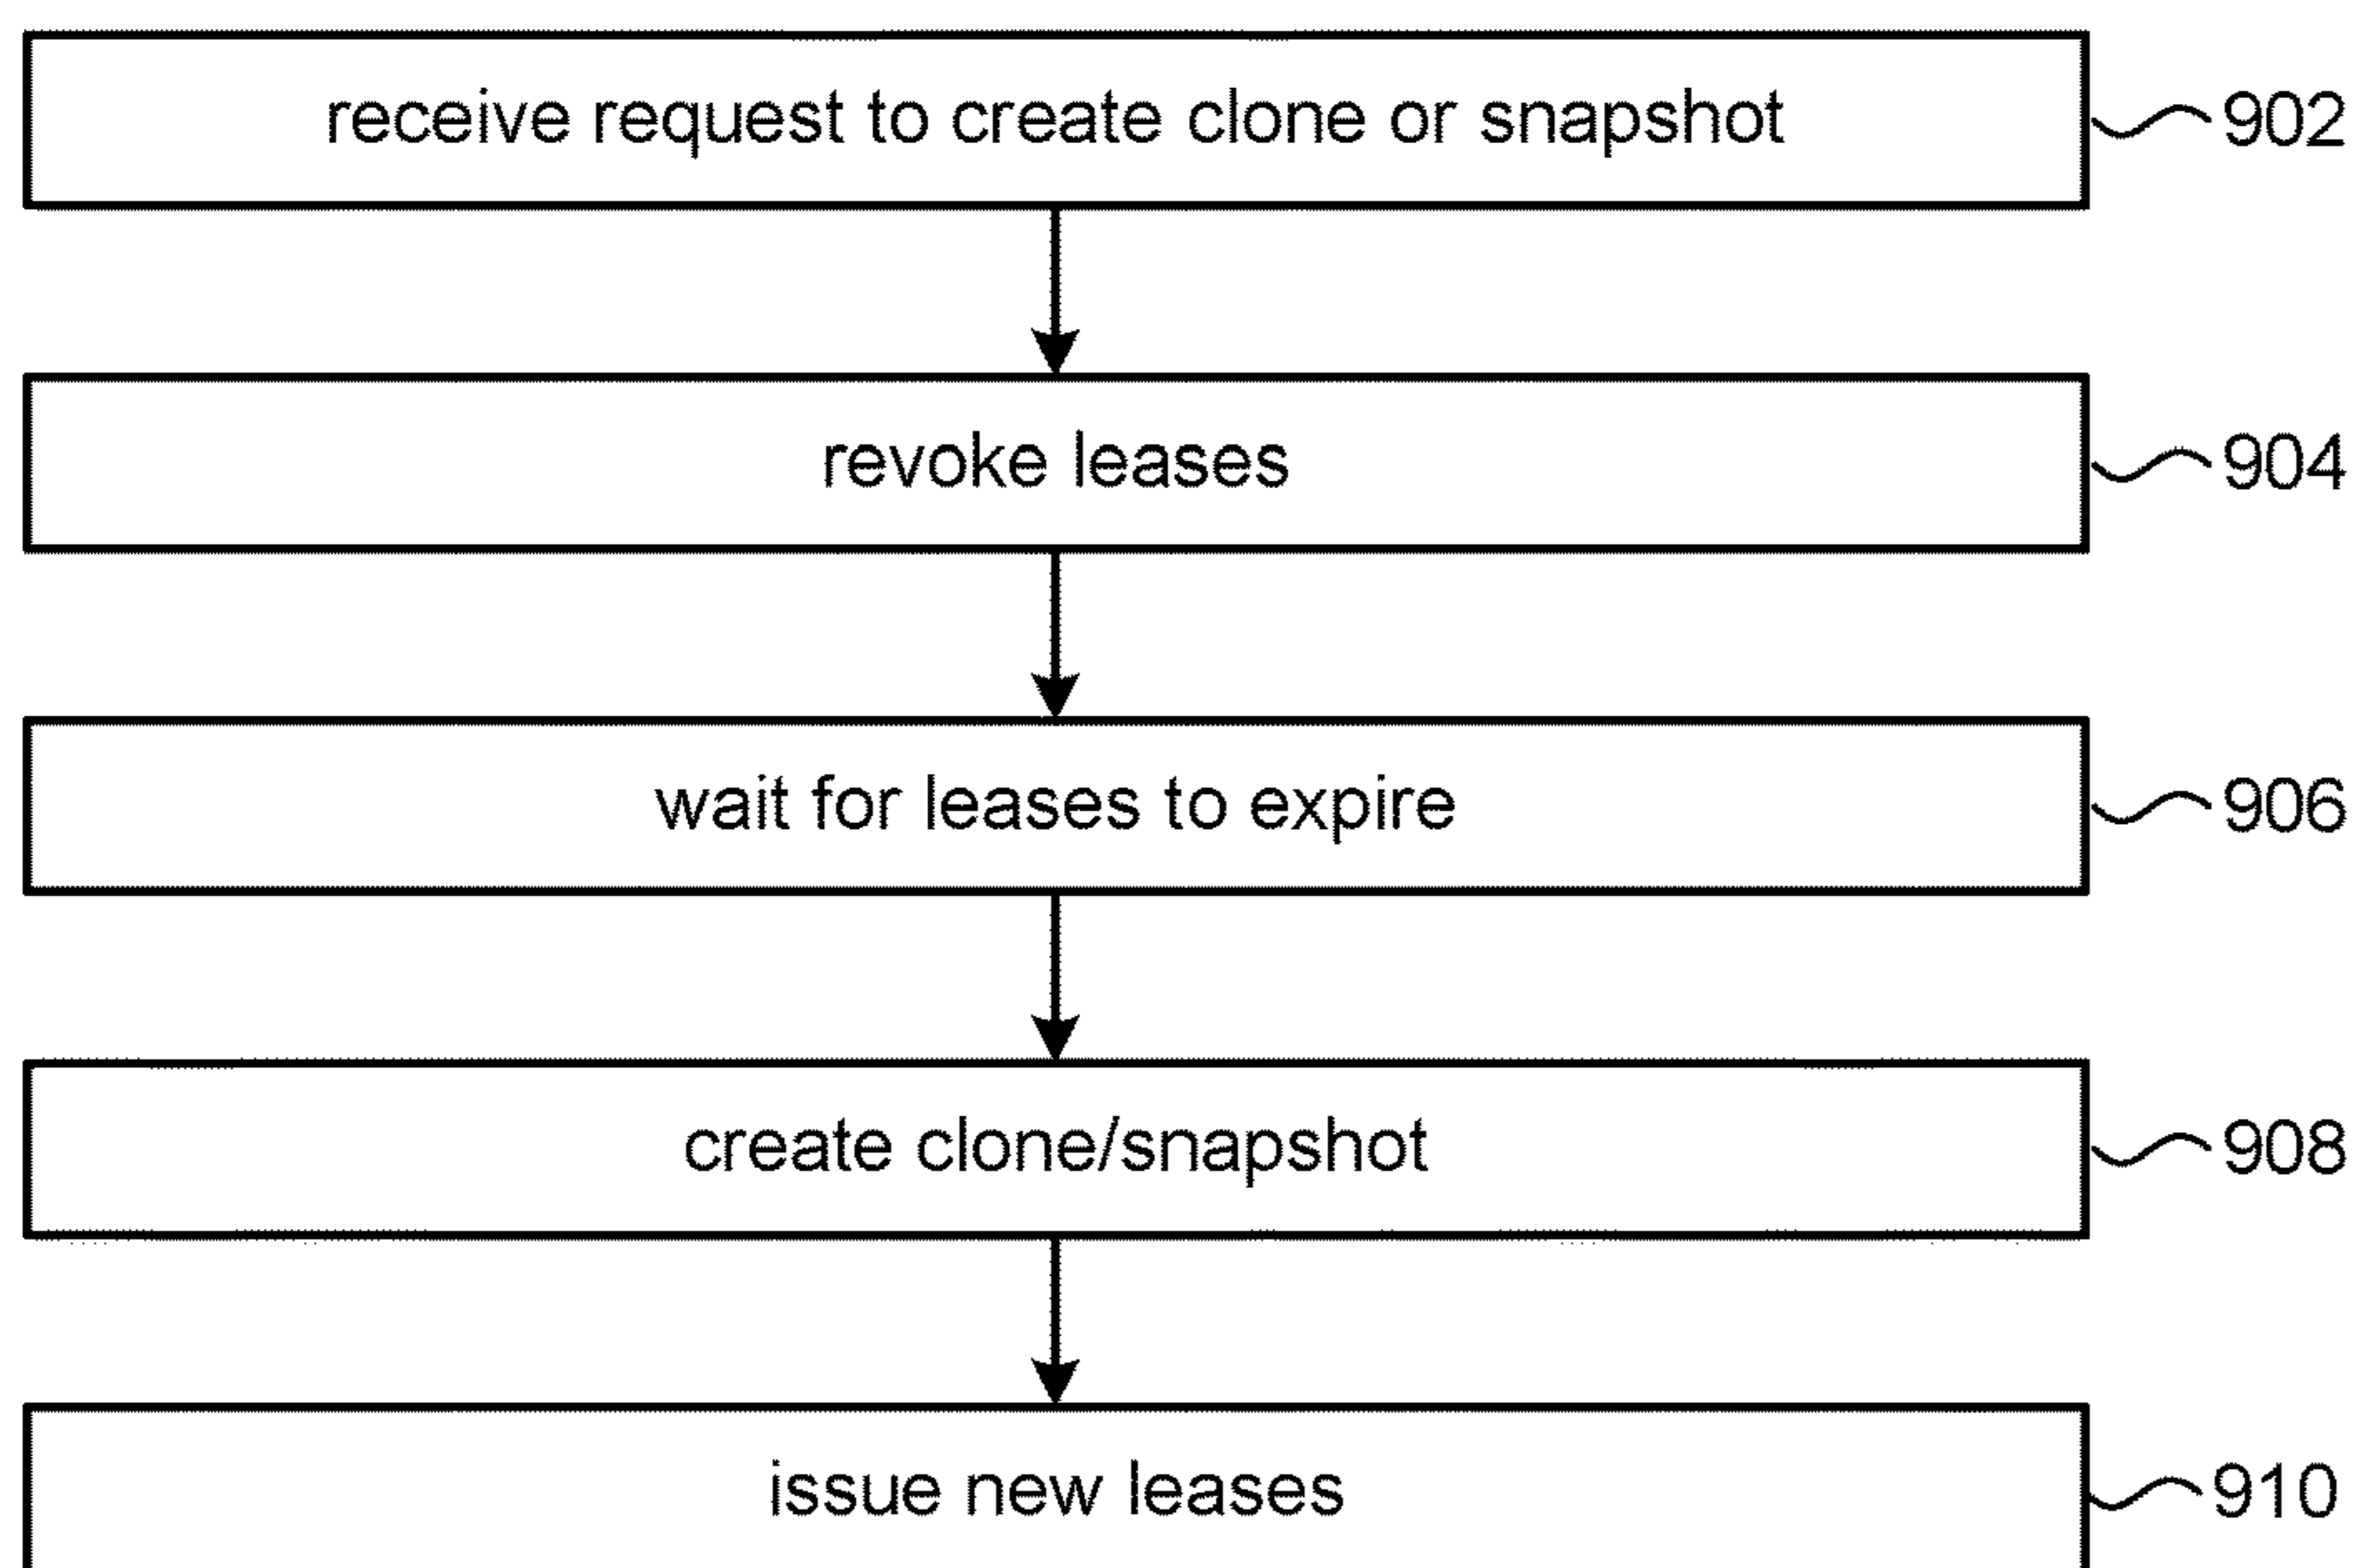 receive request to create clone or snapshot 902
revoke leases 904
wait for leases to expire 906
create clone/snapshot 908
issue new leases 910